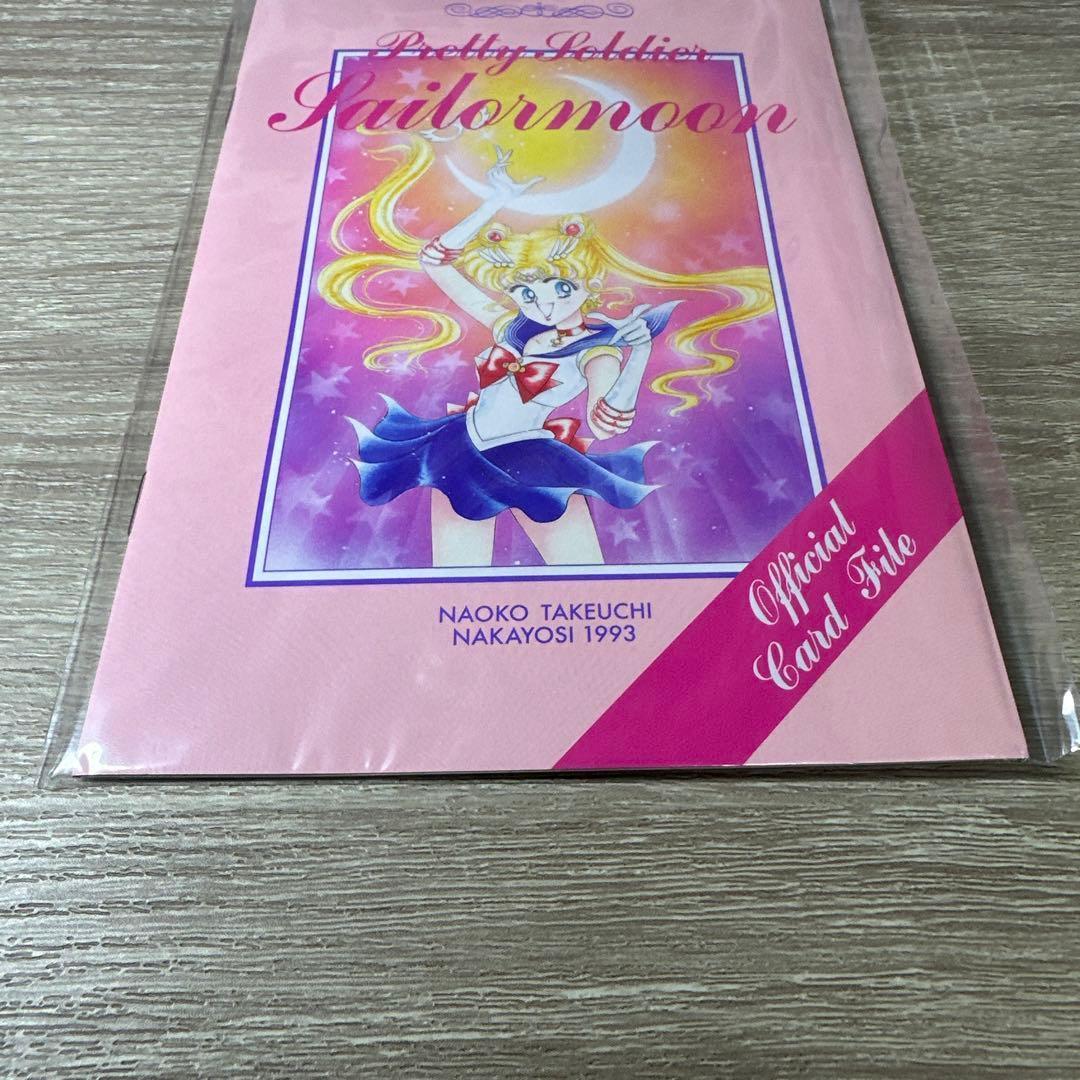 Pretty Soldier
Sailormoon
NAOKO TAKEUCHI
NAKAYOSI 1993
Official
Card File